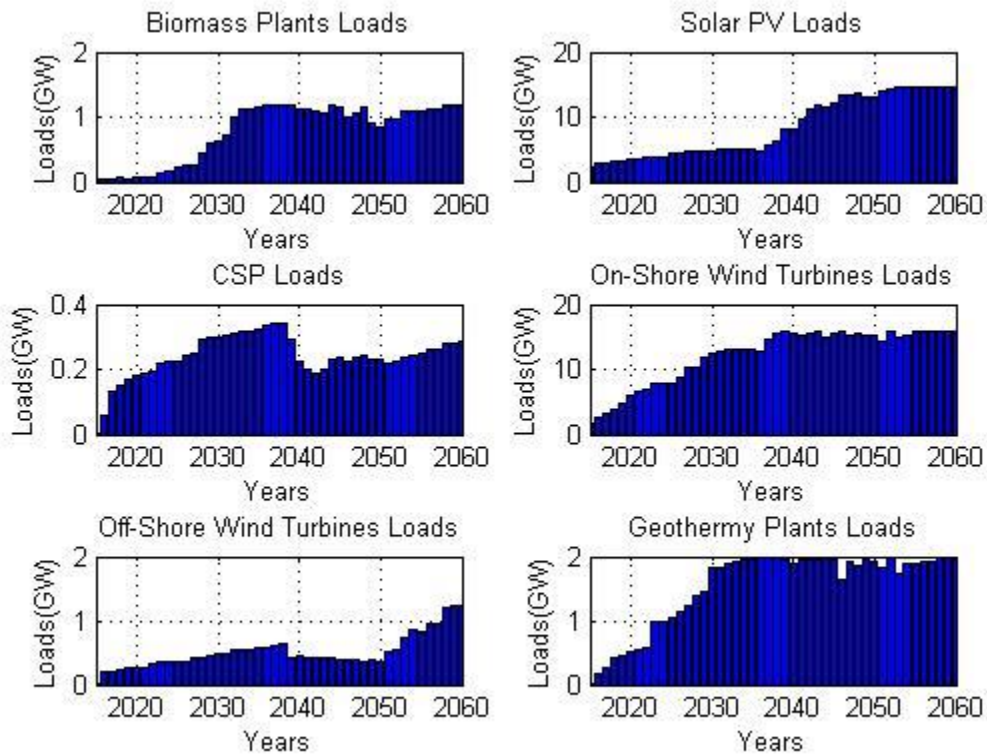 Biomass Plants Loads
Loads(GW)
2
1
0
2020 2030 2040 2050 2060
Years
Solar PV Loads
Loads(GW)
20
10
0
2020 2030 2040 2050 2060
Years
CSP Loads
Loads(GW)
0.4
0.2
0
2020 2030 2040 2050 2060
Years
On-Shore Wind Turbines Loads
Loads(GW)
20
10
0
2020 2030 2040 2050 2060
Years
Off-Shore Wind Turbines Loads
Loads(GW)
2
1
0
2020 2030 2040 2050 2060
Years
Geothermy Plants Loads
Loads(GW)
2
1
0
2020 2030 2040 2050 2060
Years